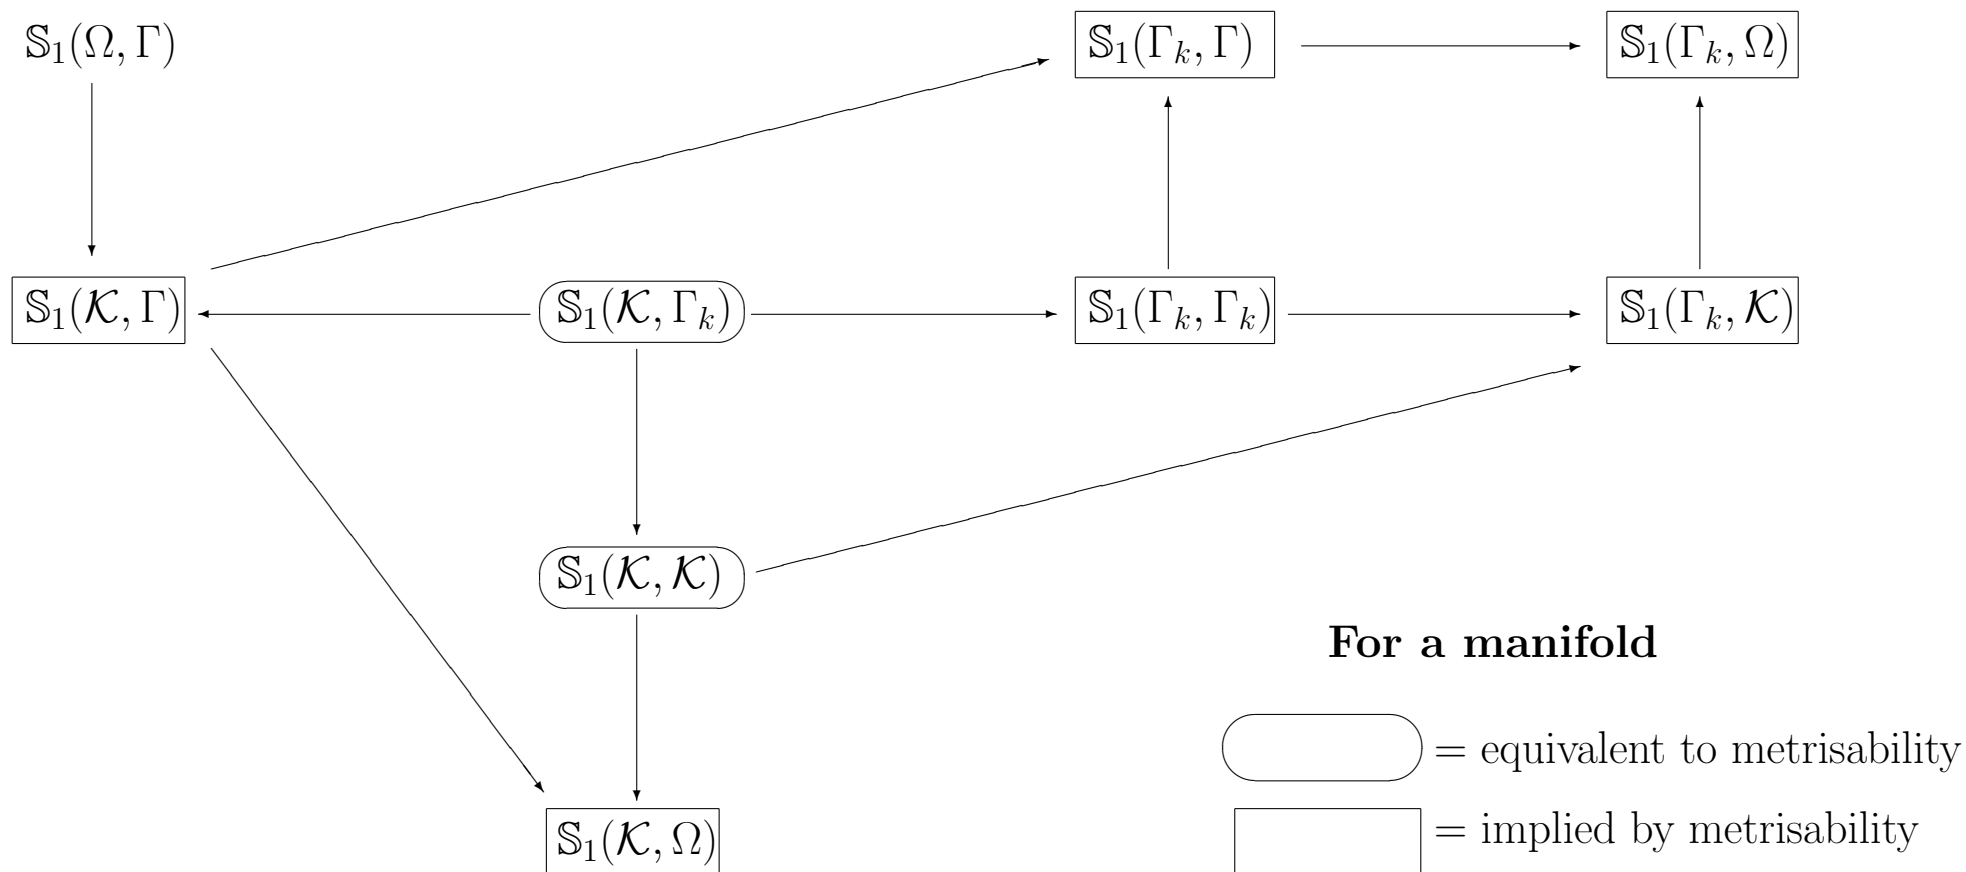 𝕊₁(Ω, Γ)
𝕊₁(Γₖ, Γ)
𝕊₁(Γₖ, Ω)
𝕊₁(𝒦, Γ)
𝕊₁(𝒦, Γₖ)
𝕊₁(Γₖ, Γₖ)
𝕊₁(Γₖ, 𝒦)
𝕊₁(𝒦, 𝒦)
For a manifold
= equivalent to metrisability
= implied by metrisability
𝕊₁(𝒦, Ω)